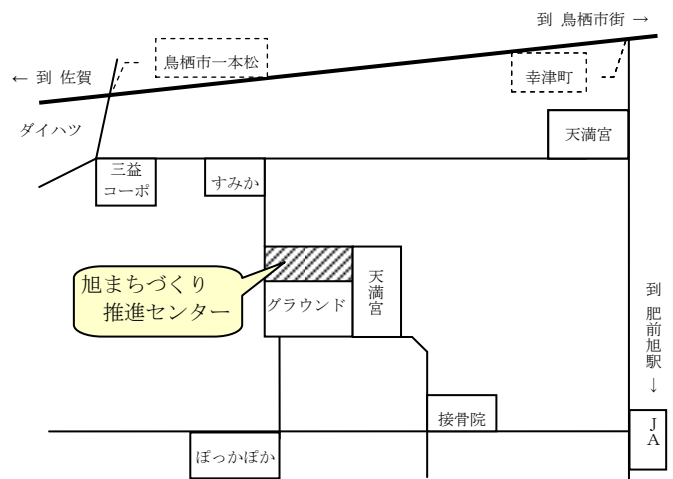 到 鳥栖市街 →
← 到 佐賀
鳥栖市一本松
幸津町
ダイハツ
天満宮
三益
コーポ
すみか
旭まちづくり
推進センター
グラウンド
天満宮
到 肥前旭駅 ↓
接骨院
JA
ぽっかぽか